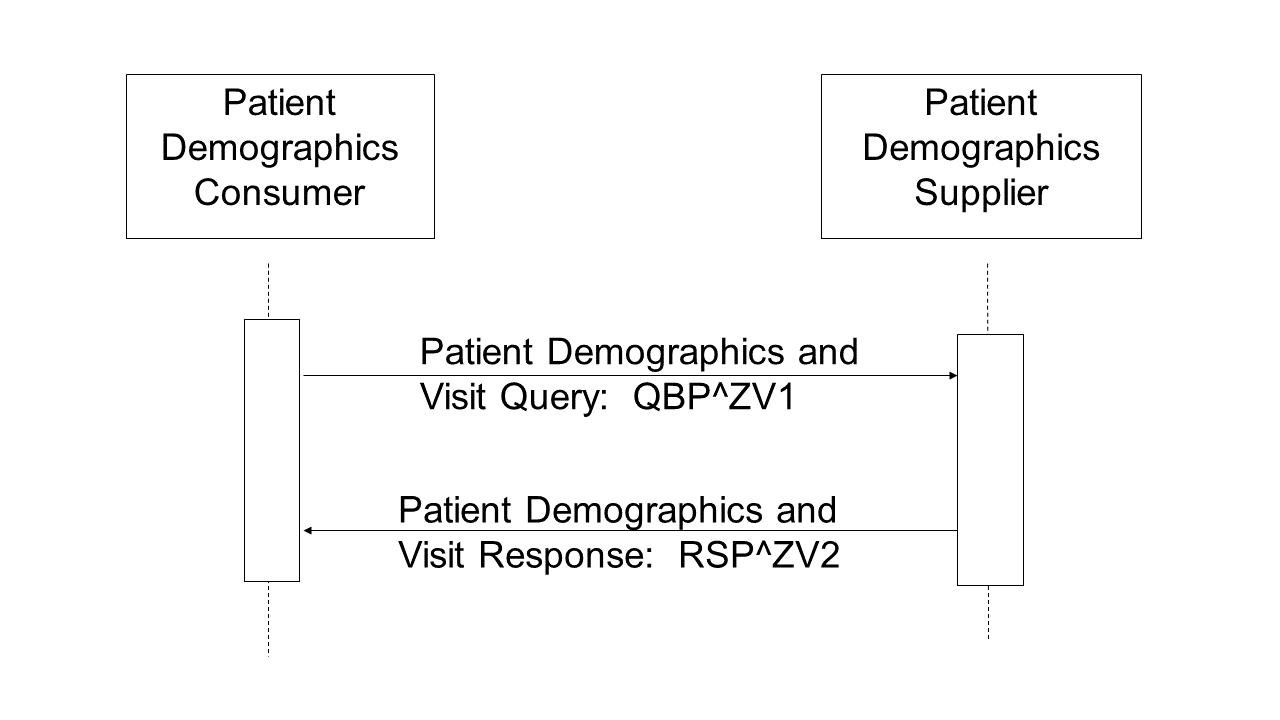 Patient
Demographics
Consumer
Patient
Demographics
Supplier
Patient Demographics and
Visit Query:  QBP^ZV1
Patient Demographics and
Visit Response:  RSP^ZV2